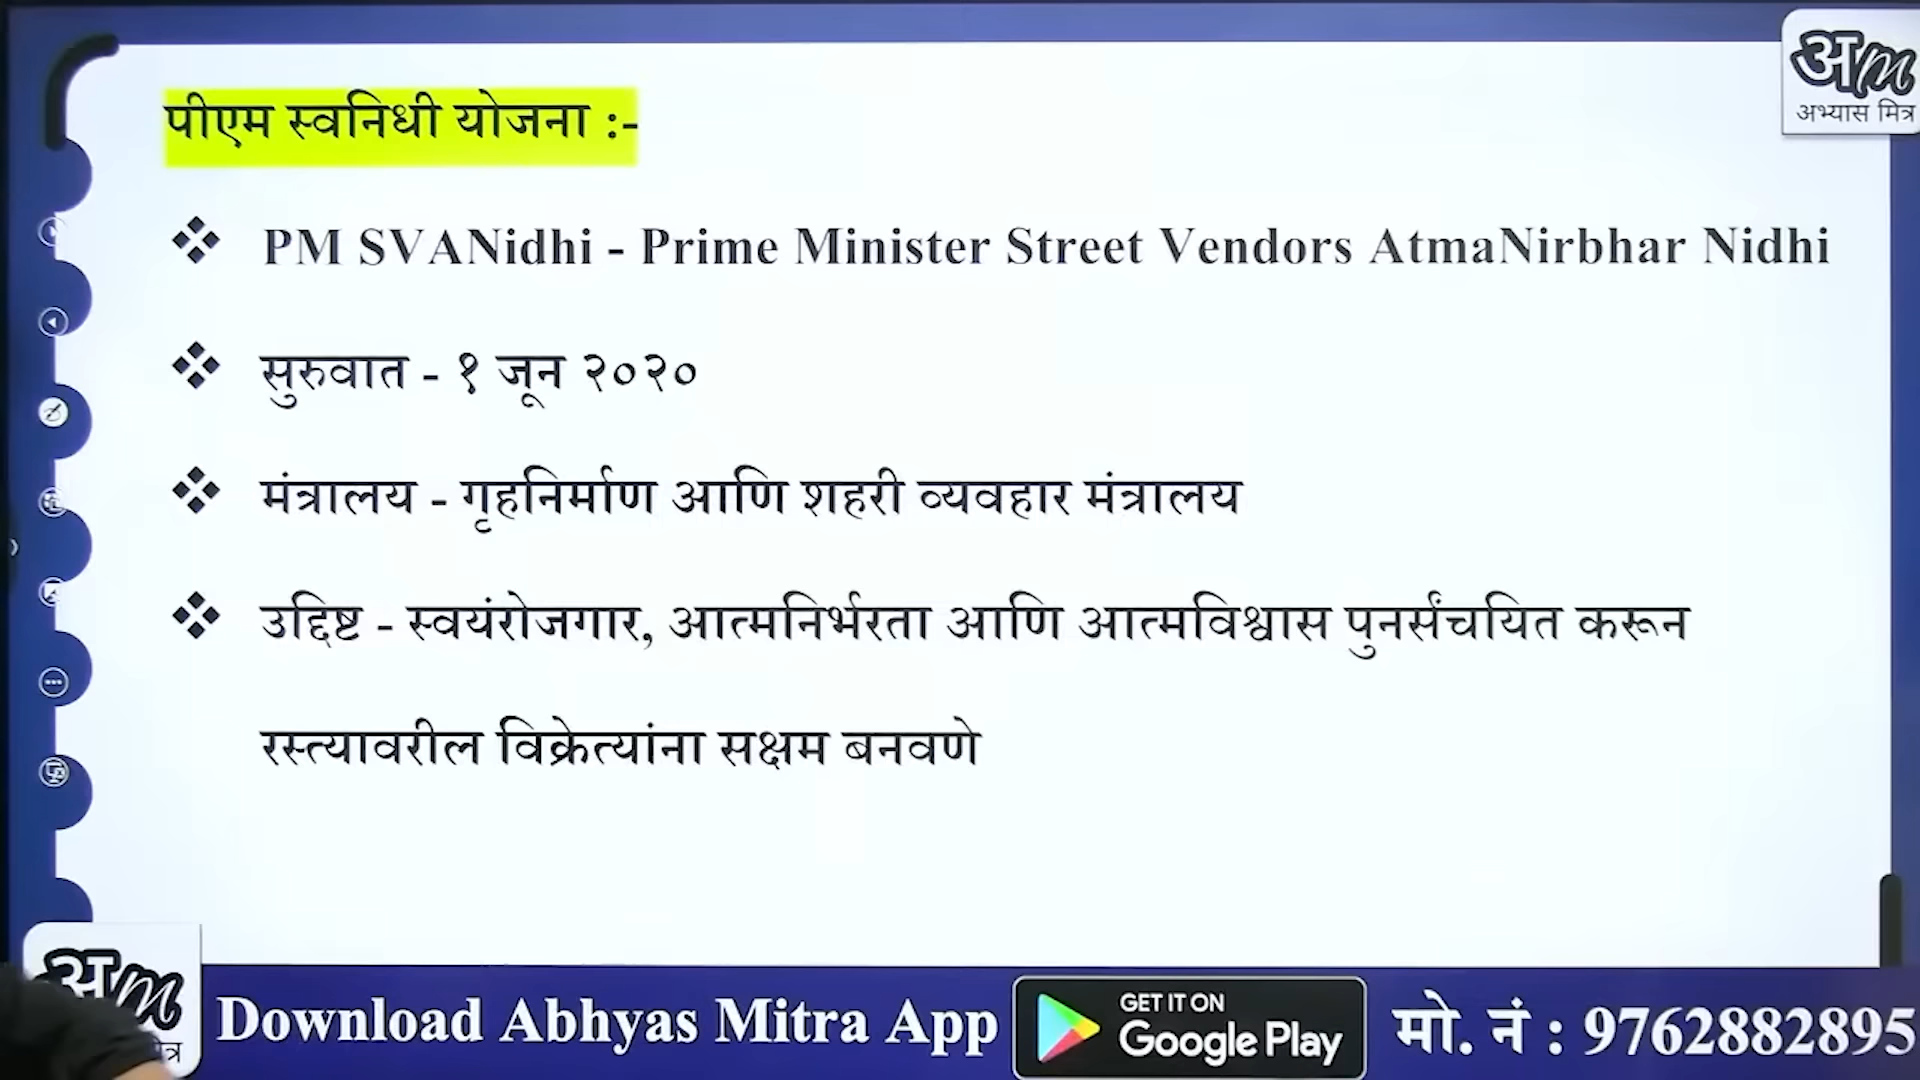 अm
अभ्यास मित्र
पीएम स्वनिधी योजना :-
❖ PM SVANidhi - Prime Minister Street Vendors AtmaNirbhar Nidhi
❖ सुरुवात - १ जून २०२०
❖ मंत्रालय - गृहनिर्माण आणि शहरी व्यवहार मंत्रालय
❖ उद्दिष्ट - स्वयंरोजगार, आत्मनिर्भरता आणि आत्मविश्वास पुनर्संचयित करून
रस्त्यावरील विक्रेत्यांना सक्षम बनवणे
अm
Download Abhyas Mitra App
GET IT ON
Google Play
मो. नं : 9762882895